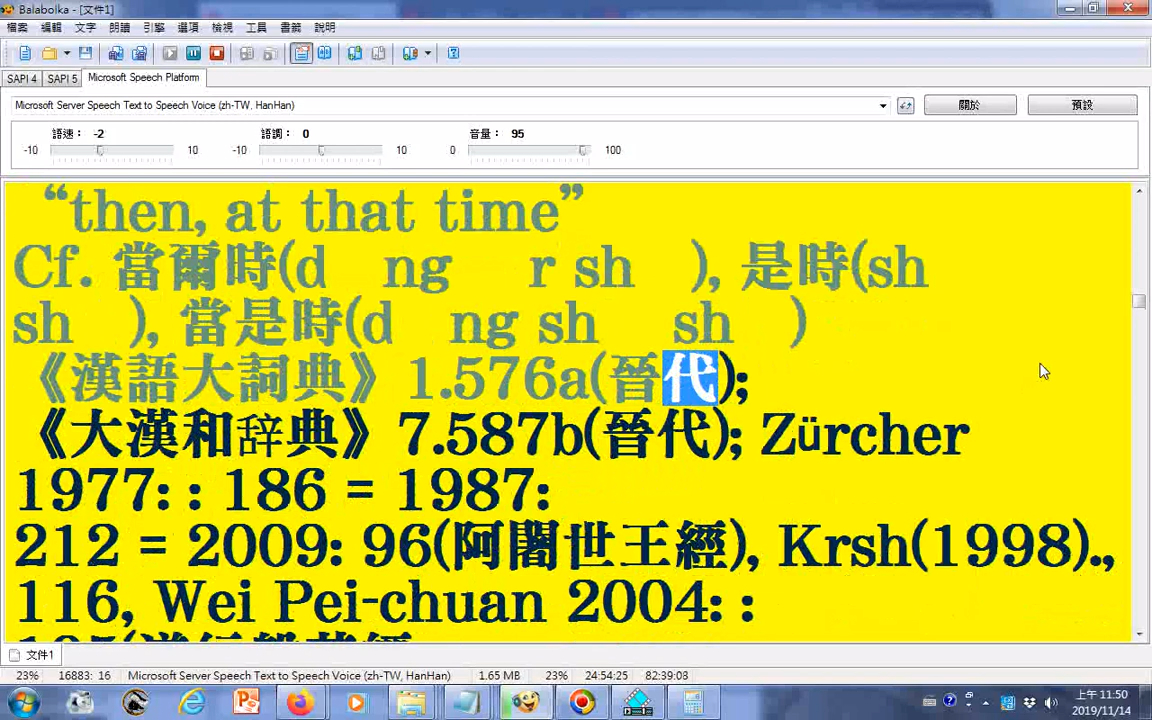 Balabolka - [文件1]
檔案 編輯 文字 朗讀 引擎 選項 檢視 工具 書籤 說明
SAPI 4 SAPI 5 Microsoft Speech Platform
Microsoft Server Speech Text to Speech Voice (zh-TW, HanHan) 關於 預設
語速： -2 語調： 0 音量： 95
-10 10 -10 10 0 100
“then, at that time”
Cf. 當爾時(d ng r sh ), 是時(sh
sh ), 當是時(d ng sh sh )
《漢語大詞典》 1.576a(晉代);
《大漢和辞典》 7.587b(晉代); Zürcher
1977: : 186 = 1987:
212 = 2009: 96(阿闍世王經), Krsh(1998).,
116, Wei Pei-chuan 2004: :
文件1
23% 16883: 16 Microsoft Server Speech Text to Speech Voice (zh-TW, HanHan) 1.65 MB 23% 24:54:25 82:39:08
上午 11:50
2019/11/14